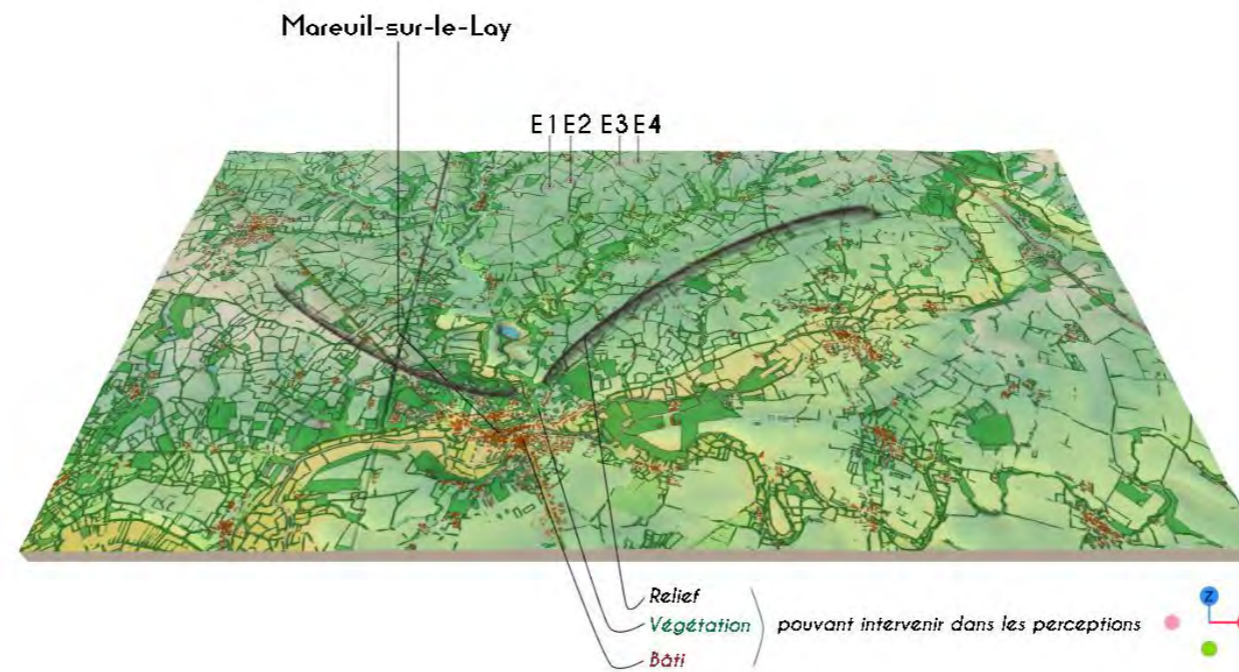 Mareuil-sur-le-Lay
E1 E2 E3 E4
Relief
Végétation
pouvant intervenir dans les perceptions
Bâti
Z